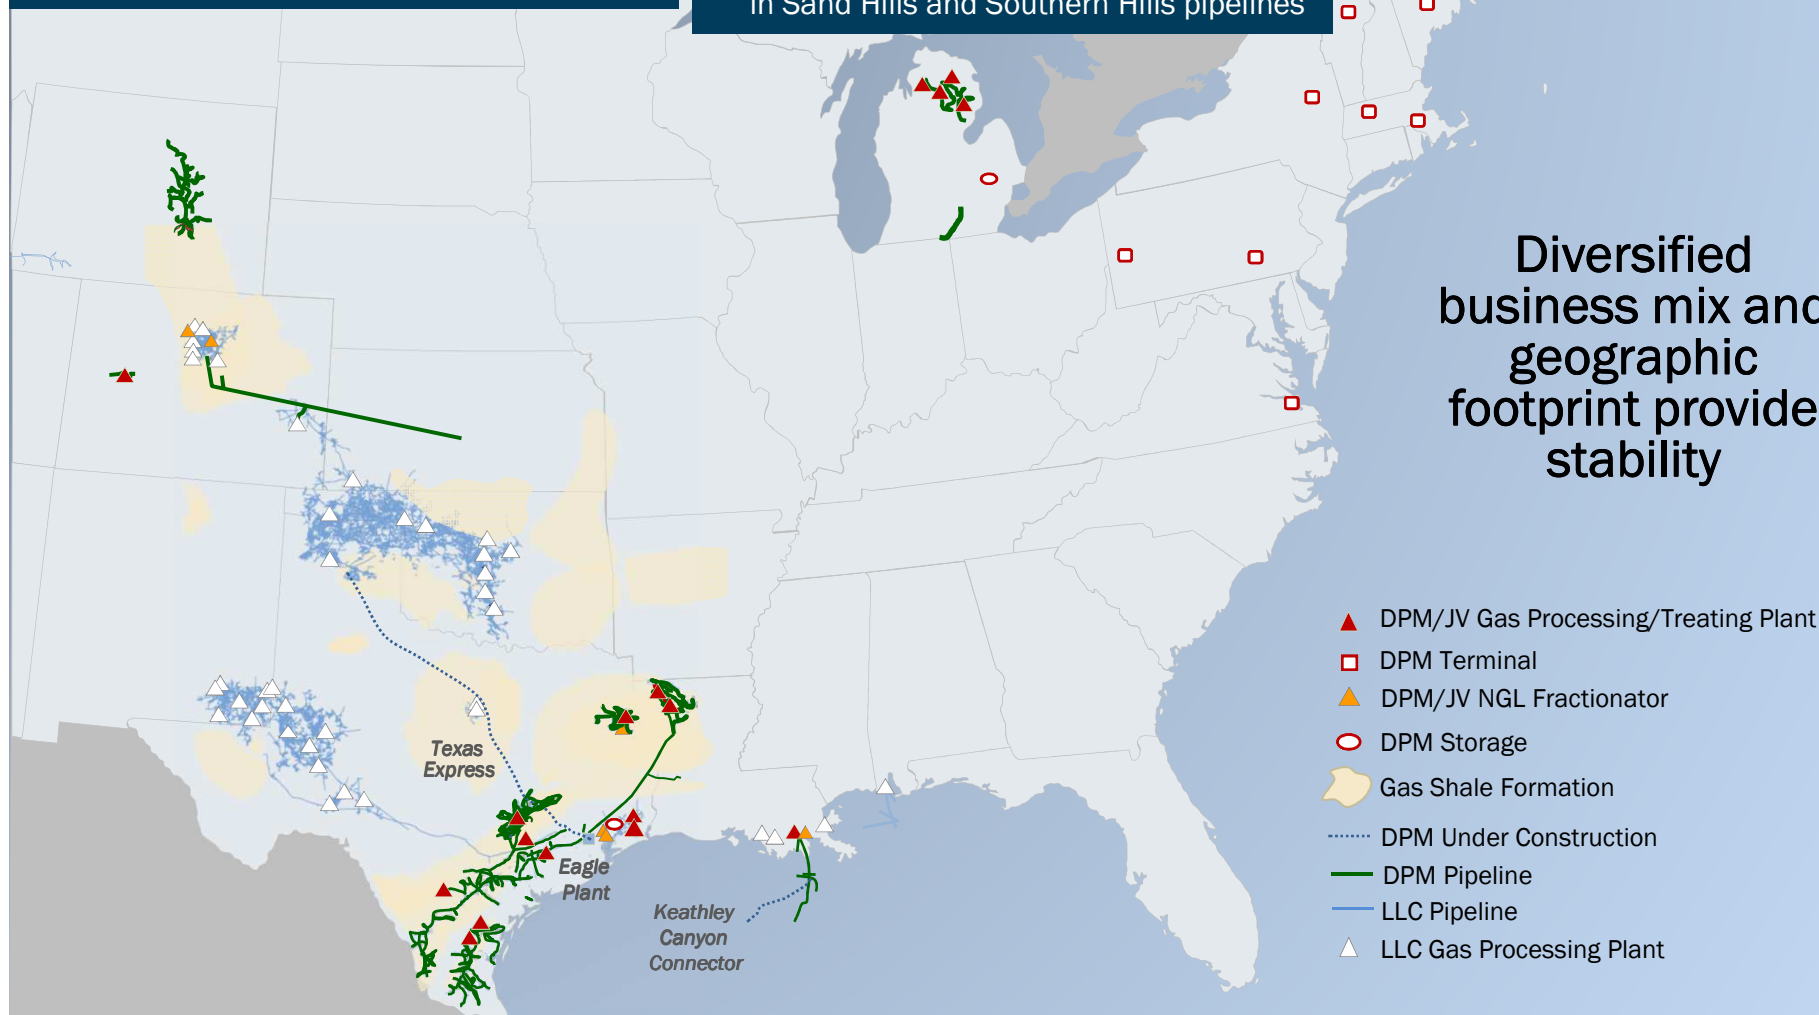 in Sand Hills and Southern Hills pipelines
Diversified
business mix and
geographic
footprint provide
stability
DPM/JV Gas Processing/Treating Plant
DPM Terminal
DPM/JV NGL Fractionator
DPM Storage
Gas Shale Formation
DPM Under Construction
DPM Pipeline
LLC Pipeline
LLC Gas Processing Plant
Texas
Express
Eagle
Plant
Keathley
Canyon
Connector